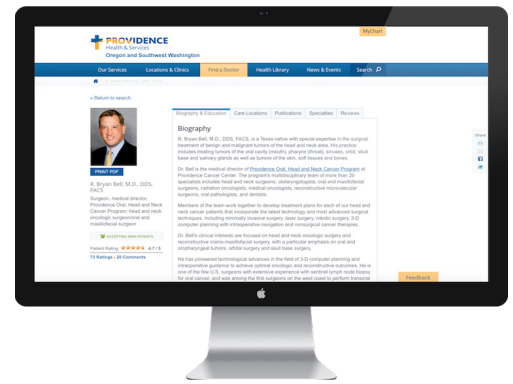 MyChart
PROVIDENCE
Health & Services
Oregon and Southwest Washington
Our Services Locations & Clinics Find a Doctor Health Library News & Events Search
« Return to search
PRINT PDF
R. Bryan Bell, M.D., DDS,
FACS
Surgeon, medical director,
Providence Oral, Head and Neck
Cancer Program; head and neck
oncologic surgeon/oral and
maxillofacial surgeon
ACCEPTING NEW PATIENTS
Patient Rating 4.7 / 5
73 Ratings - 20 Comments
Biography & Education Care Locations Publications Specialties Reviews
Biography
R. Bryan Bell, M.D., DDS, FACS, is a Texas native with special expertise in the surgical
treatment of benign and malignant tumors of the head and neck area. His practice
includes treating tumors of the oral cavity (mouth), pharynx (throat), sinuses, orbit, skull
base and salivary glands as well as tumors of the skin, soft tissues and bones.
Dr. Bell is the medical director of Providence Oral, Head and Neck Cancer Program at
Providence Cancer Center. The program's multidisciplinary team of more than 20
specialists includes head and neck surgeons, otolaryngologists, oral and maxillofacial
surgeons, radiation oncologists, medical oncologists, reconstructive microvascular
surgeons, oral pathologists, and dentists.
Members of the team work together to develop treatment plans for each of our head and
neck cancer patients that incorporate the latest technology and most advanced surgical
techniques, including minimally invasive surgery, laser surgery, robotic surgery, 3-D
computer planning with intraoperative navigation and nonsurgical cancer therapies.
Dr. Bell's clinical interests are focused on head and neck oncologic surgery and
reconstructive cranio-maxillofacial surgery, with a particular emphasis on oral and
oropharyngeal tumors, orbital surgery and skull base surgery.
He has pioneered technological advances in the field of 3-D computer planning and
intraoperative guidance to achieve optimal oncologic and reconstructive outcomes. He is
one of the few U.S. surgeons with extensive experience with sentinel lymph node biopsy
for oral cancer, and was among the first surgeons on the west coast to perform transoral
Share
Feedback